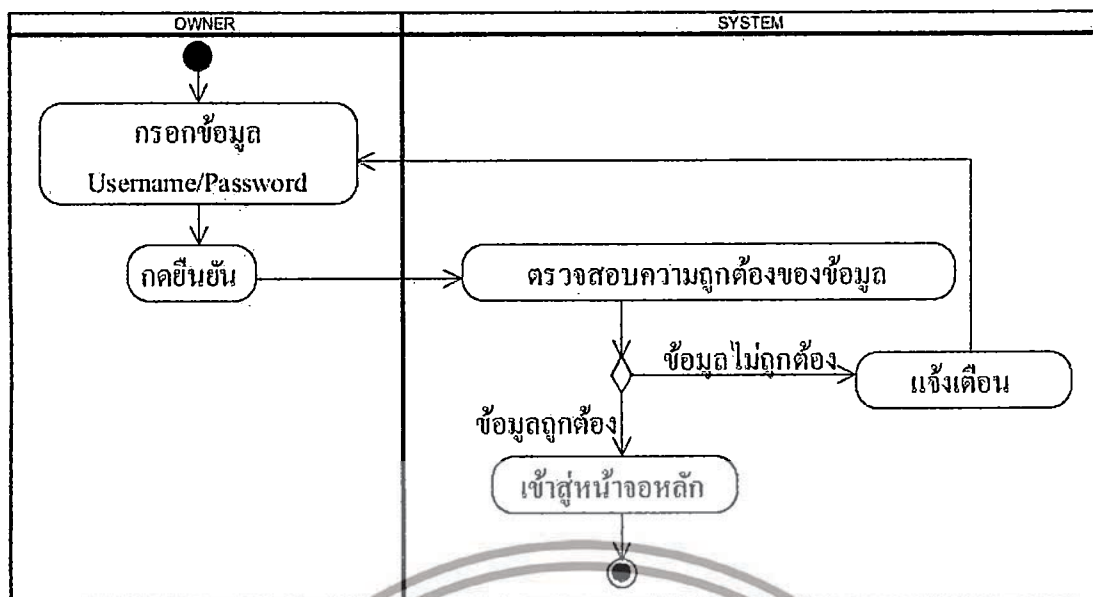 OWNER
SYSTEM
กรอกข้อมูล
Username/Password
กดยืนยัน
ตรวจสอบความถูกต้องของข้อมูล
ข้อมูลไม่ถูกต้อง
แจ้งเตือน
ข้อมูลถูกต้อง
เข้าสู่หน้าจอหลัก